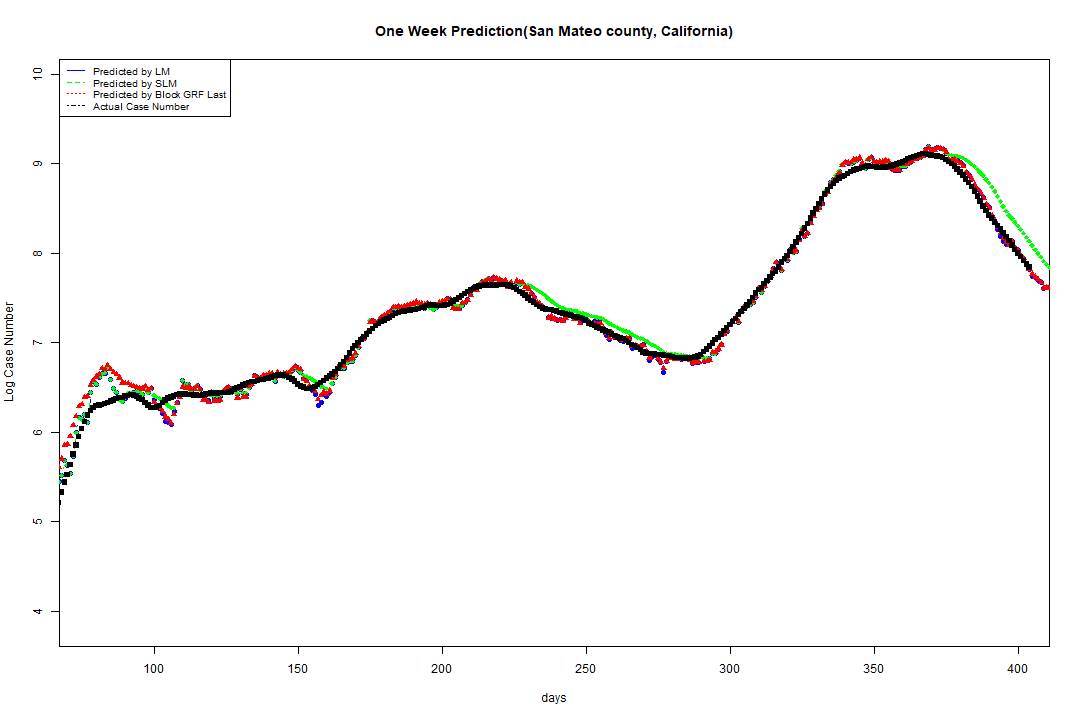 One Week Prediction(San Mateo county, California)
Predicted by LM
Predicted by SLM
Predicted by Block GRF Last
Actual Case Number
10
9
8
7
6
5
4
Log Case Number
100 150 200 250 300 350 400
days